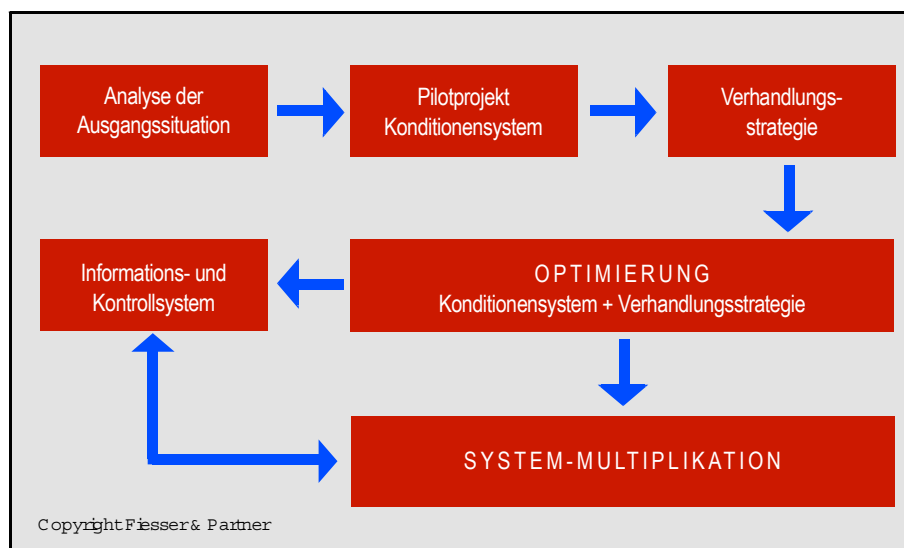 Analyse der
Ausgangssituation
Pilotprojekt
Konditionensystem
Verhandlungs-
strategie
Informations- und
Kontrollsystem
OPTIMIERUNG
Konditionensystem + Verhandlungsstrategie
SYSTEM-MULTIPLIKATION
Copyright Fiesser & Partner